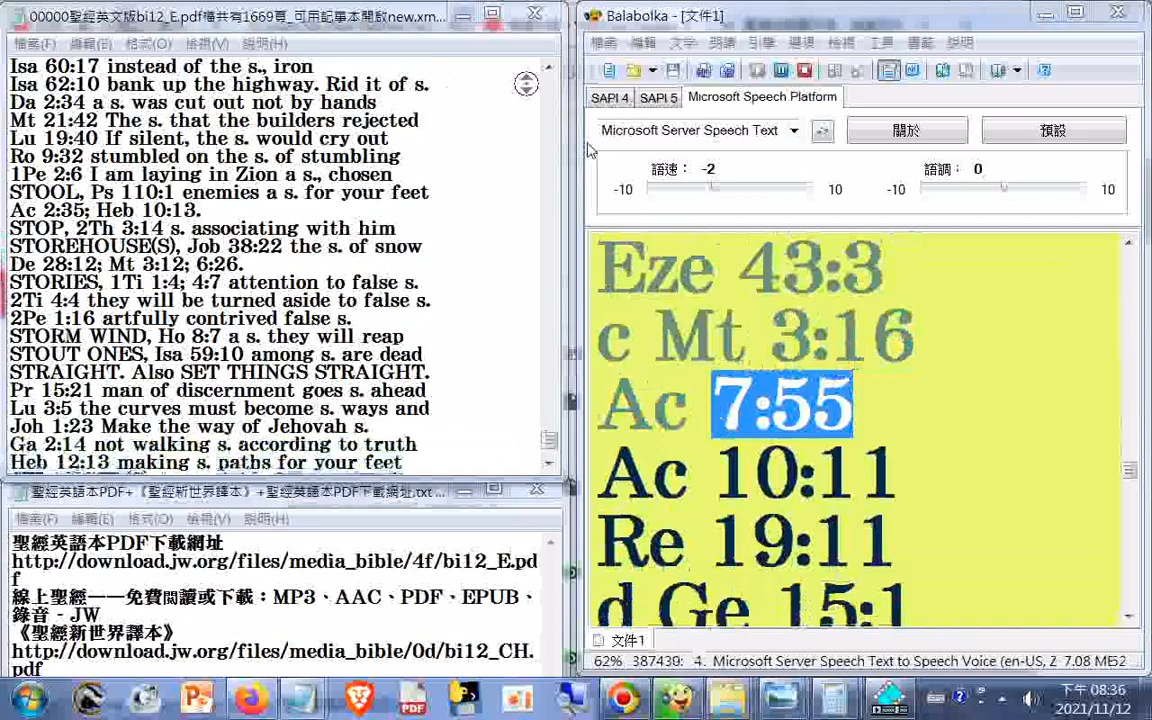 00000聖經英文版bi12_E.pdf檔共有1669頁_可用記事本開啟new.xm...
檔案(F) 編輯(E) 格式(O) 檢視(V) 說明(H)
Isa 60:17 instead of the s., iron
Isa 62:10 bank up the highway. Rid it of s.
Da 2:34 a s. was cut out not by hands
Mt 21:42 The s. that the builders rejected
Lu 19:40 If silent, the s. would cry out
Ro 9:32 stumbled on the s. of stumbling
1Pe 2:6 I am laying in Zion a s., chosen
STOOL, Ps 110:1 enemies a s. for your feet
Ac 2:35; Heb 10:13.
STOP, 2Th 3:14 s. associating with him
STOREHOUSE(S), Job 38:22 the s. of snow
De 28:12; Mt 3:12; 6:26.
STORIES, 1Ti 1:4; 4:7 attention to false s.
2Ti 4:4 they will be turned aside to false s.
2Pe 1:16 artfully contrived false s.
STORM WIND, Ho 8:7 a s. they will reap
STOUT ONES, Isa 59:10 among s. are dead
STRAIGHT. Also SET THINGS STRAIGHT.
Pr 15:21 man of discernment goes s. ahead
Lu 3:5 the curves must become s. ways and
Joh 1:23 Make the way of Jehovah s.
Ga 2:14 not walking s. according to truth
Heb 12:13 making s. paths for your feet
聖經英語本PDF+《聖經新世界譯本》+聖經英語本PDF下載網址.txt ...
檔案(F) 編輯(E) 格式(O) 檢視(V) 說明(H)
聖經英語本PDF下載網址
http://download.jw.org/files/media_bible/4f/bi12_E.pd
f
線上聖經——免費閱讀或下載：MP3、AAC、PDF、EPUB、
錄音 - JW
《聖經新世界譯本》
http://download.jw.org/files/media_bible/0d/bi12_CH.
pdf
Balabolka - [文件1]
檔案 編輯 文字 朗讀 引擎 選項 檢視 工具 書籤 說明
SAPI 4 SAPI 5 Microsoft Speech Platform
Microsoft Server Speech Text 關於 預設
語速： -2 語調： 0
-10 10 -10 10
Eze 43:3
c Mt 3:16
Ac 7:55
Ac 10:11
Re 19:11
d Ge 15:1
文件1
62% 387439: 4. Microsoft Server Speech Text to Speech Voice (en-US, Z 7.08 ME52
下午 08:36
2021/11/12